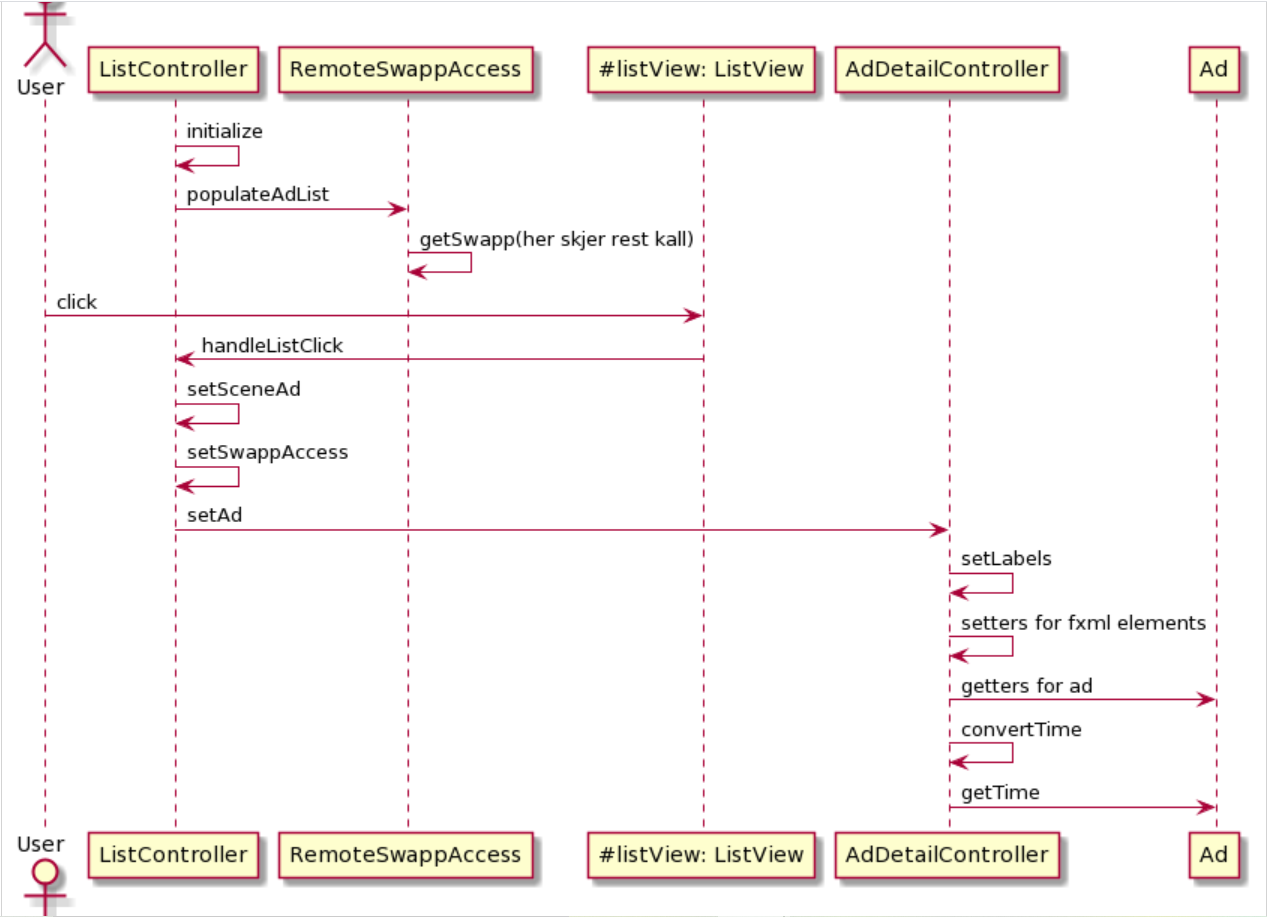 User
ListController
RemoteSwappAccess
#listView: ListView
AdDetailController
Ad
initialize
populateAdList
getSwapp(her skjer rest kall)
click
handleListClick
setSceneAd
setSwappAccess
setAd
setLabels
setters for fxml elements
getters for ad
convertTime
getTime
User
ListController
RemoteSwappAccess
#listView: ListView
AdDetailController
Ad